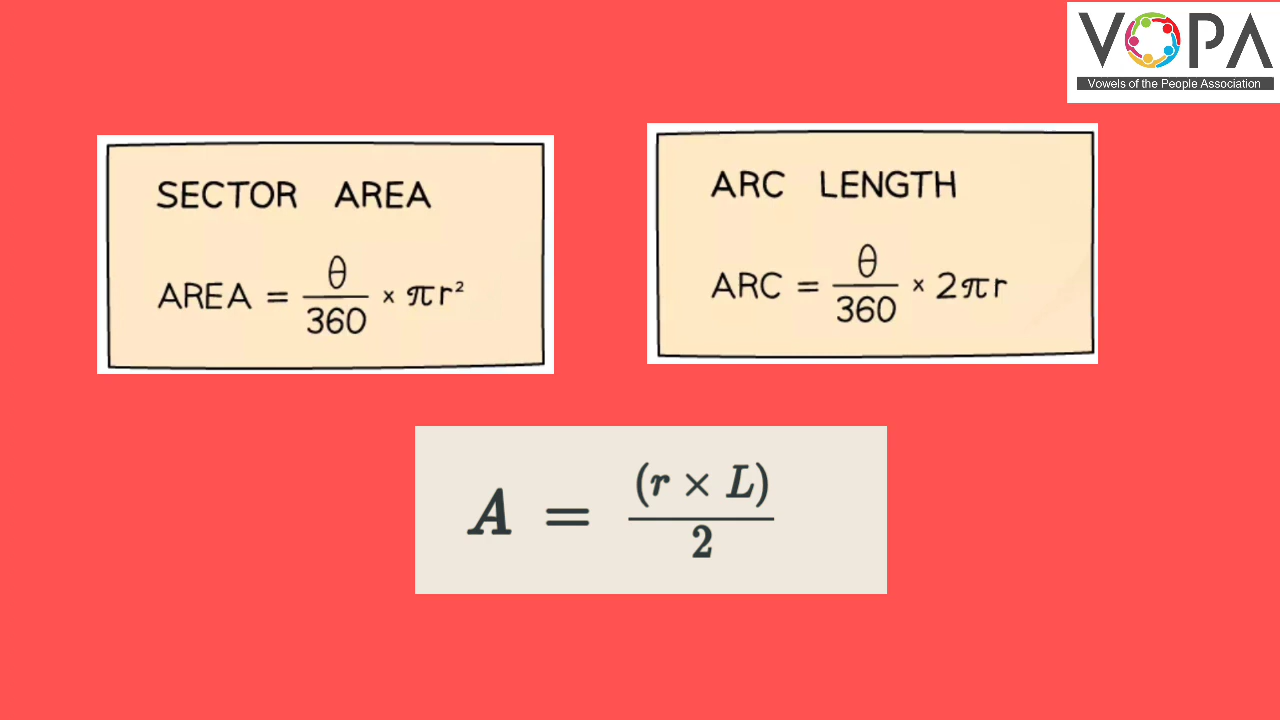 VOPA
Vowels of the People Association
SECTOR AREA
AREA = θ/360 × πr²
ARC LENGTH
ARC = θ/360 × 2πr
A = (r × L)/2